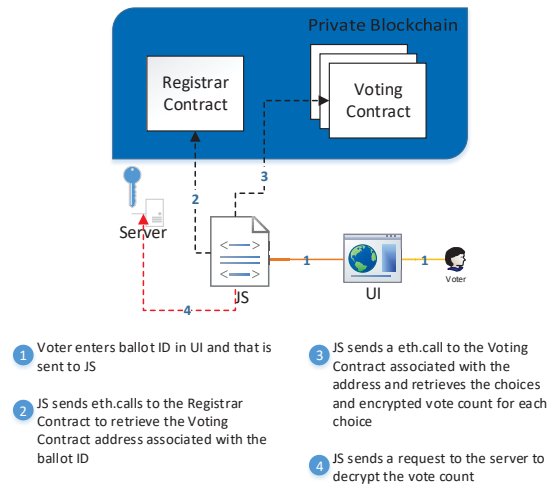 Private Blockchain
Registrar
Contract
Voting
Contract
2
3
Server
JS
1
UI
1
Voter
4
1 Voter enters ballot ID in UI and that is
sent to JS
2 JS sends eth.calls to the Registrar
Contract to retrieve the Voting
Contract address associated with the
ballot ID
3 JS sends a eth.call to the Voting
Contract associated with the
address and retrieves the choices
and encrypted vote count for each
choice
4 JS sends a request to the server to
decrypt the vote count